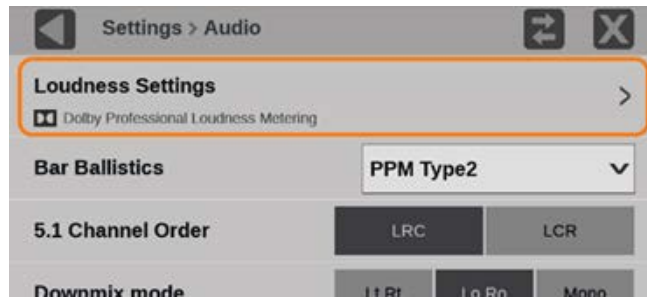 Settings > Audio
Loudness Settings
Dolby Professional Loudness Metering
Bar Ballistics PPM Type2
5.1 Channel Order LRC LCR
Downmix mode Lt Rt Lo Ro Mono